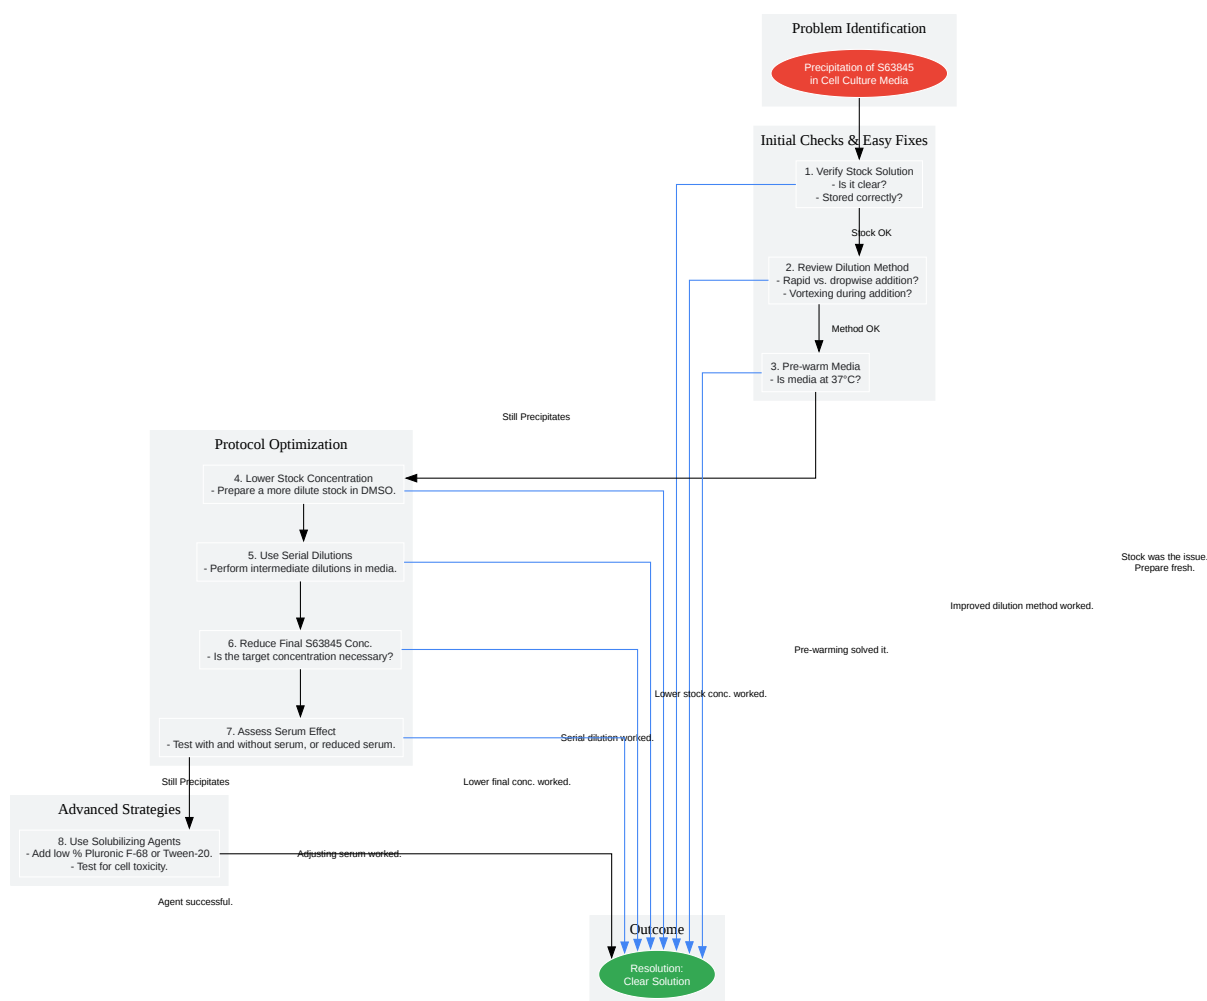 Problem Identification
Precipitation of S63845
in Cell Culture Media
Initial Checks & Easy Fixes
1. Verify Stock Solution
- Is it clear?
- Stored correctly?
Stock OK
2. Review Dilution Method
- Rapid vs. dropwise addition?
- Vortexing during addition?
Method OK
3. Pre-warm Media
- Is media at 37°C?
Still Precipitates
Protocol Optimization
4. Lower Stock Concentration
- Prepare a more dilute stock in DMSO.
5. Use Serial Dilutions
- Perform intermediate dilutions in media.
Stock was the issue.
Prepare fresh.
Improved dilution method worked.
6. Reduce Final S63845 Conc.
- Is the target concentration necessary?
Pre-warming solved it.
Lower stock conc. worked.
7. Assess Serum Effect
- Test with and without serum, or reduced serum.
Serial dilution worked.
Still Precipitates
Lower final conc. worked.
Advanced Strategies
8. Use Solubilizing Agents
- Add low % Pluronic F-68 or Tween-20.
- Test for cell toxicity.
Adjusting serum worked.
Agent successful.
Outcome
Resolution:
Clear Solution